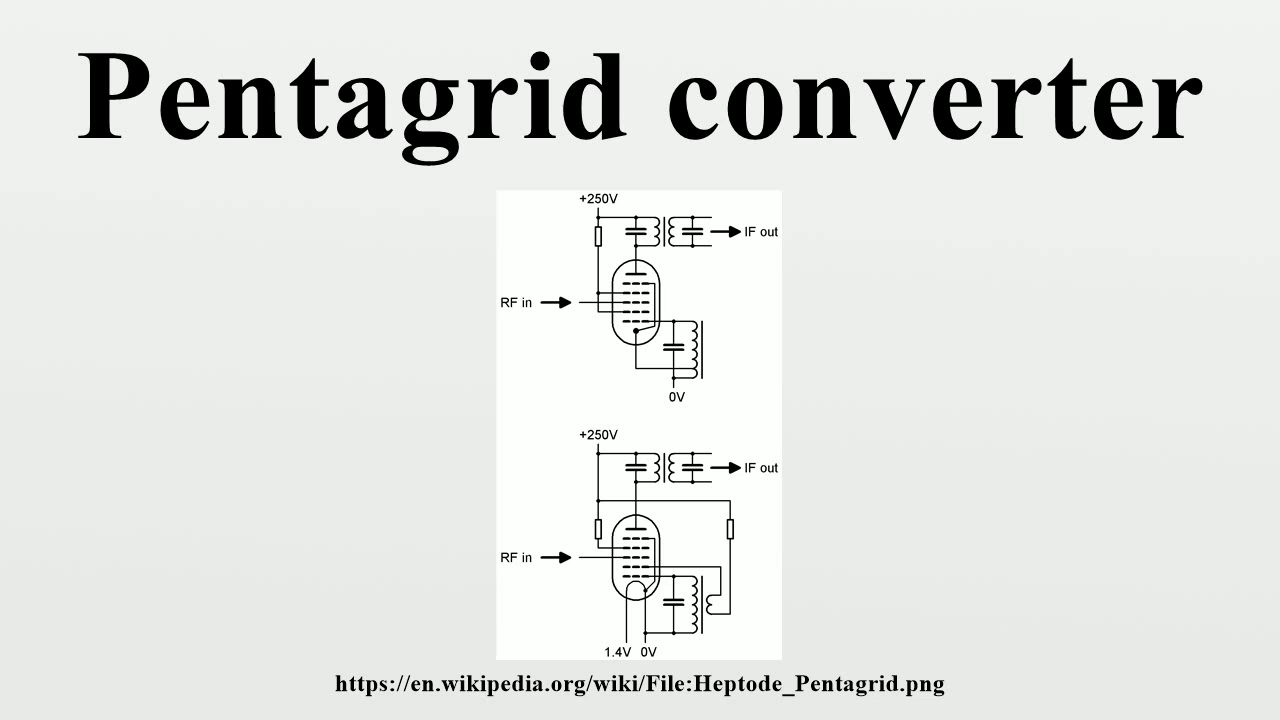 Pentagrid converter
+250V
IF out
RF in
0V
+250V
IF out
RF in
1.4V 0V
https://en.wikipedia.org/wiki/File:Heptode_Pentagrid.png